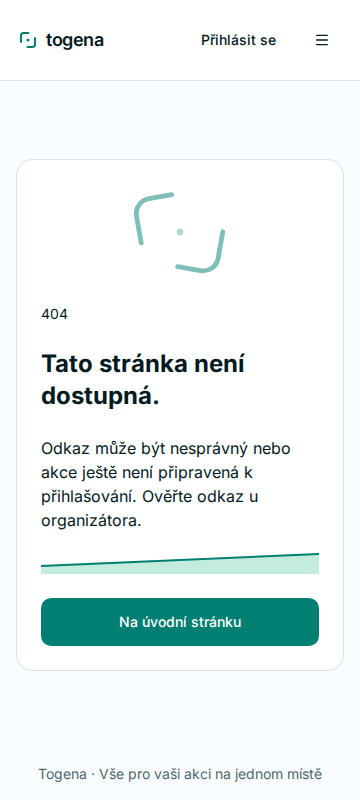 togena
Přihlásit se
404
Tato stránka není
dostupná.
Odkaz může být nesprávný nebo
akce ještě není připravená k
přihlašování. Ověřte odkaz u
organizátora.
Na úvodní stránku
Togena · Vše pro vaši akci na jednom místě